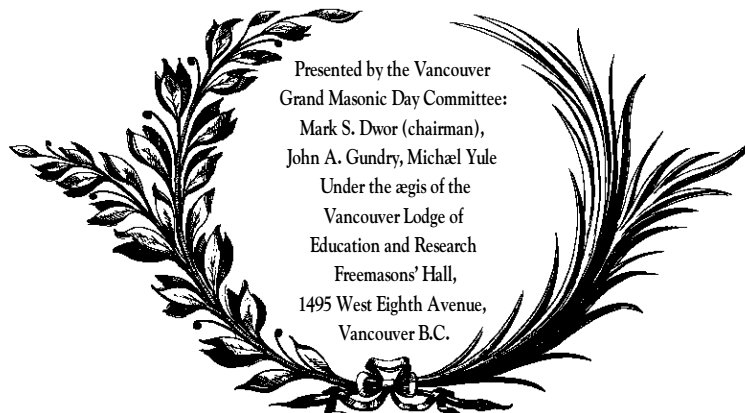 Presented by the Vancouver
Grand Masonic Day Committee:
Mark S. Dwor (chairman),
John A. Gundry, Michæl Yule
Under the ægis of the
Vancouver Lodge of
Education and Research
Freemasons’ Hall,
1495 West Eighth Avenue,
Vancouver B.C.